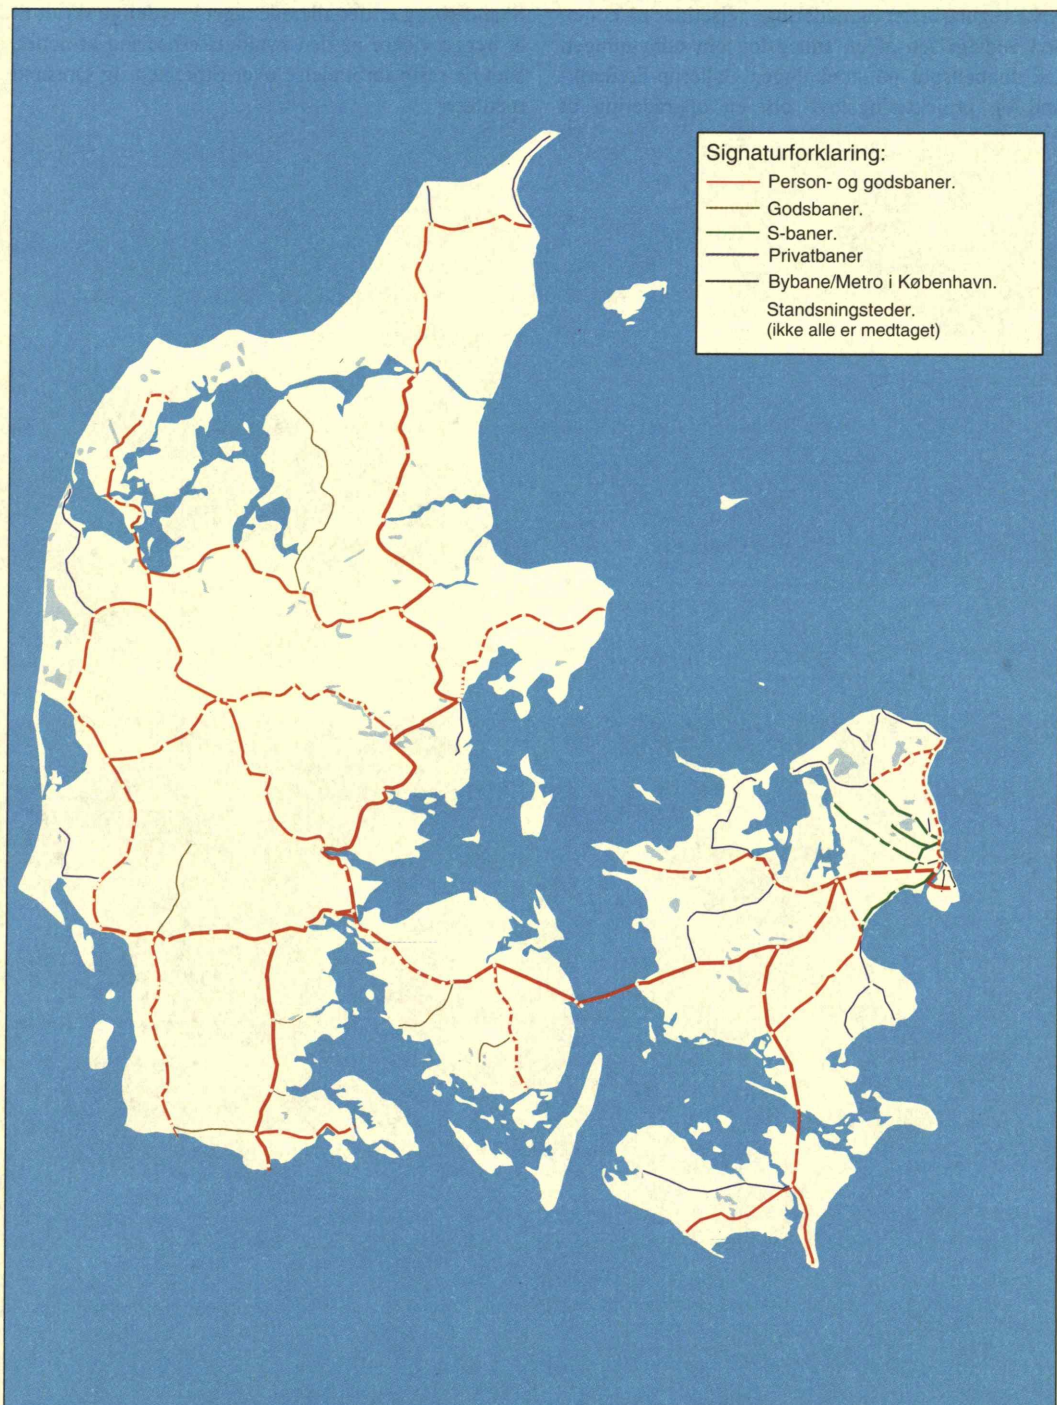 Signaturforklaring:
Person- og godsbaner.
Godsbaner.
S-baner.
Privatbaner
Bybane/Metro i København.
Standsningsteder.
(ikke alle er medtaget)